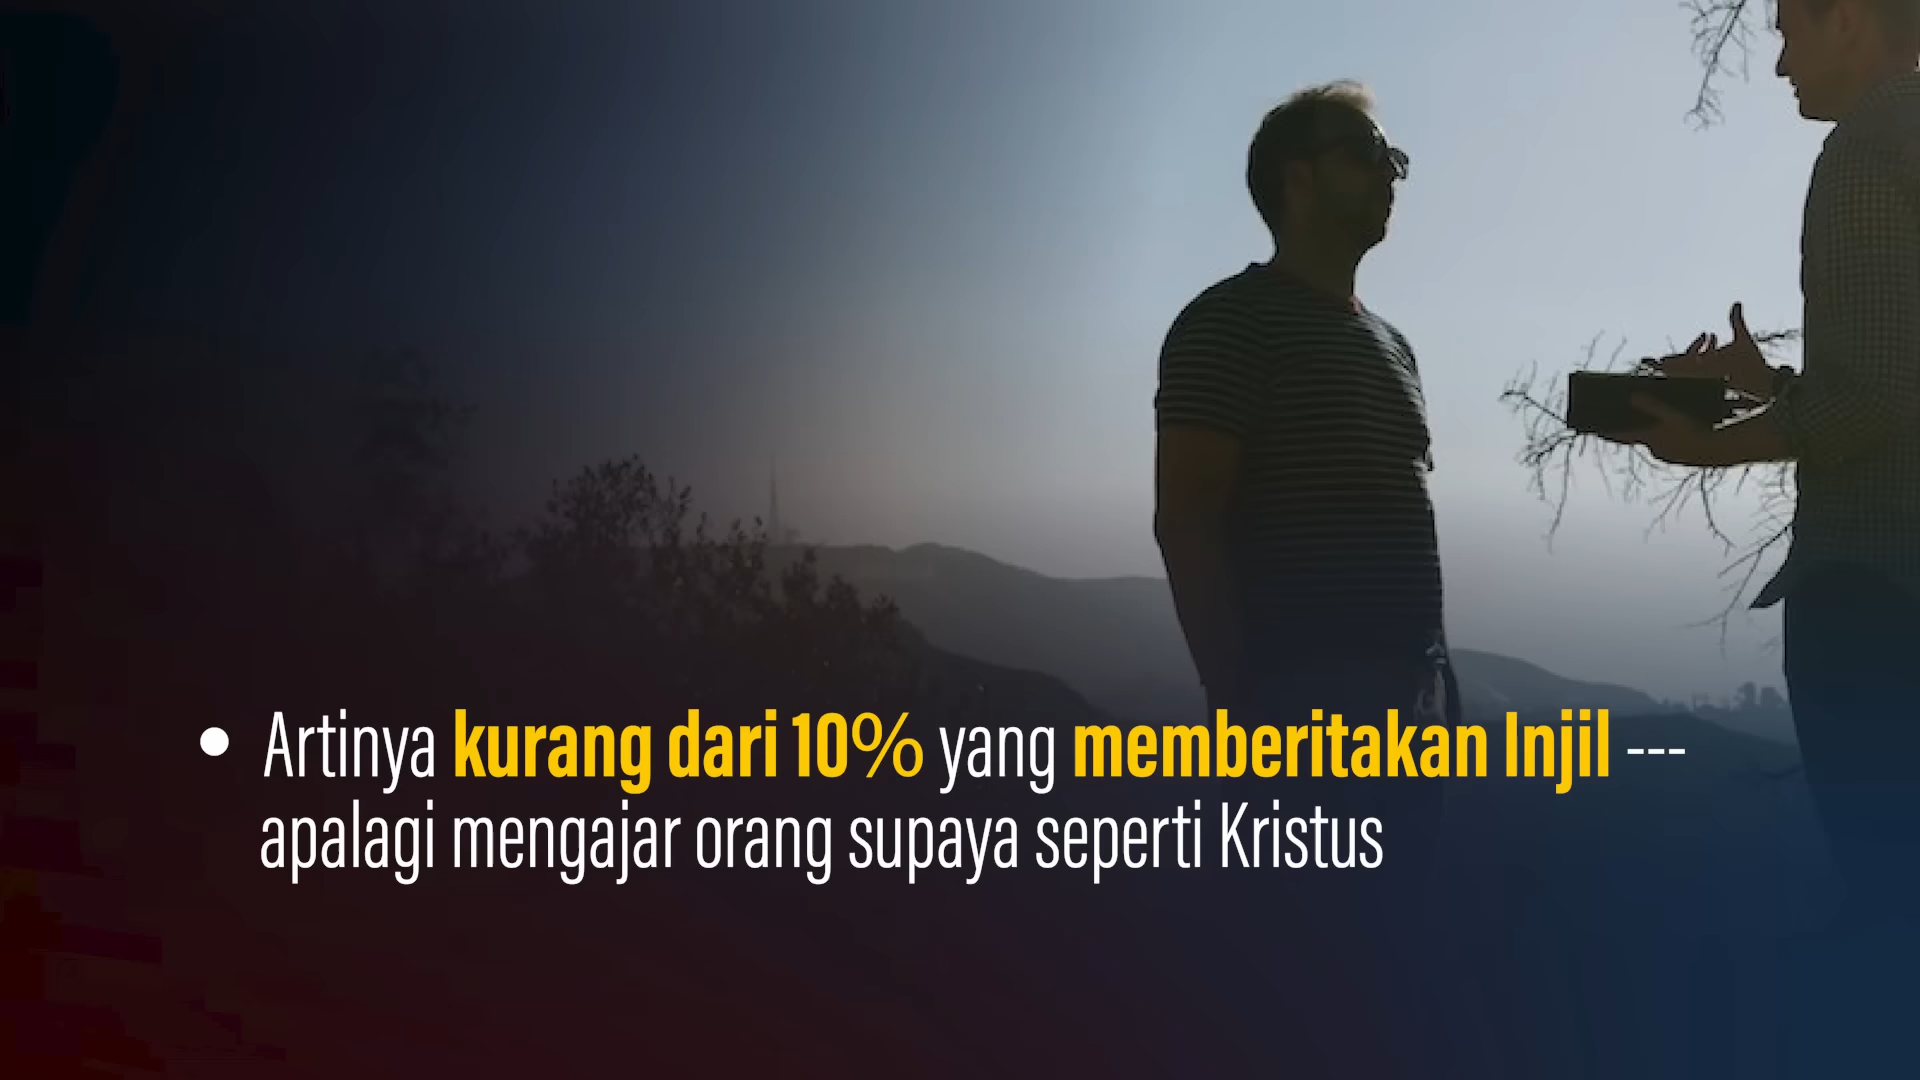 • Artinya kurang dari 10% yang memberitakan Injil ---
apalagi mengajar orang supaya seperti Kristus